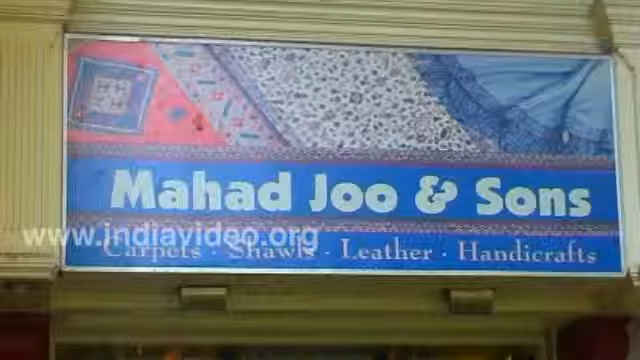 Mahad Joo & Sons
www.indiavideo.org
Carpets · Shawls · Leather · Handicrafts